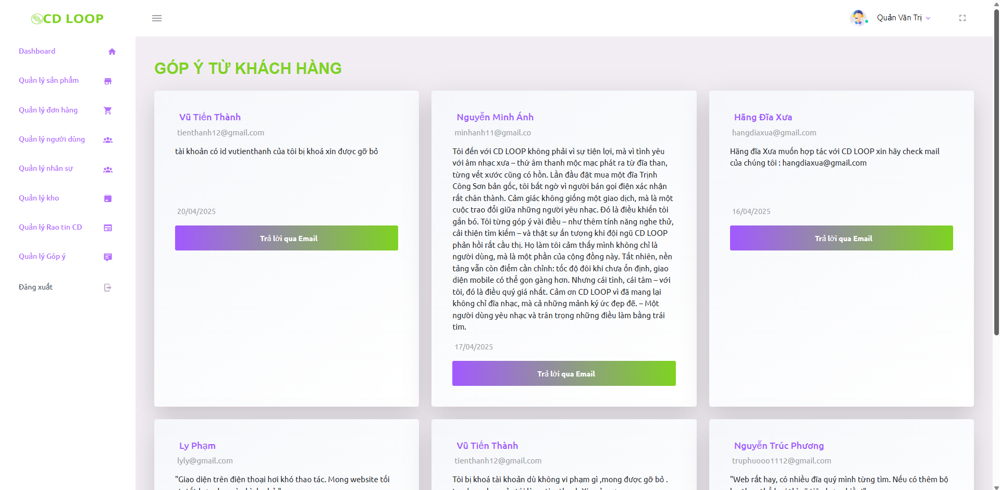 CD LOOP
Quản Văn Trị
Dashboard
Quản lý sản phẩm
Quản lý đơn hàng
Quản lý người dùng
Quản lý nhân sự
Quản lý kho
Quản lý Rao tin CD
Quản lý Góp ý
Đăng xuất
GÓP Ý TỪ KHÁCH HÀNG
Vũ Tiến Thành
tienthanh12@gmail.com
tài khoản có id vutienthanh của tôi bị khoá xin được gỡ bỏ
20/04/2025
Trả lời qua Email
Nguyễn Minh Ánh
minhanh11@gmail.co
Tôi đến với CD LOOP không phải vì sự tiện lợi, mà vì tình yêu
với âm nhạc xưa – thứ âm thanh mộc mạc phát ra từ đĩa than,
từng vết xước cũng có hồn. Lần đầu đặt mua một đĩa Trịnh
Công Sơn bản gốc, tôi bất ngờ vì người bán gọi điện xác nhận
rất chân thành. Cảm giác không giống một giao dịch, mà là một
cuộc trao đổi giữa những người yêu nhạc. Đó là điều khiến tôi
gắn bó. Tôi từng góp ý vài điều – như thêm tính năng nghe thử,
cải thiện tìm kiếm – và thật sự ấn tượng khi đội ngũ CD LOOP
phản hồi rất cầu thị. Họ làm tôi cảm thấy mình không chỉ là
người dùng, mà là một phần của cộng đồng này. Tất nhiên, nền
tảng vẫn còn điểm cần chỉnh: tốc độ đôi khi chưa ổn định, giao
diện mobile có thể gọn gàng hơn. Nhưng cái tình, cái tâm – với
tôi, đó là điều quý giá nhất. Cảm ơn CD LOOP vì đã mang lại
không chỉ đĩa nhạc, mà cả những mảnh ký ức đẹp đẽ. – Một
người dùng yêu nhạc và trân trọng những điều làm bằng trái
tim.
17/04/2025
Trả lời qua Email
Hãng Đĩa Xưa
hangdiaxua@gmail.com
Hãng đĩa Xưa muốn hợp tác với CD LOOP xin hãy check mail
của chúng tôi : hangdiaxua@gmail.com
16/04/2025
Trả lời qua Email
Ly Phạm
lyly@gmail.com
"Giao diện trên điện thoại hơi khó thao tác. Mong website tối
Vũ Tiến Thành
tienthanh12@gmail.com
Tôi bị khoá tài khoản dù không vi phạm gì ,mong được gỡ bỏ .
Nguyễn Trúc Phương
truphuooo1112@gmail.com
"Web rất hay, có nhiều đĩa quý mình từng tìm. Nếu có thêm bộ